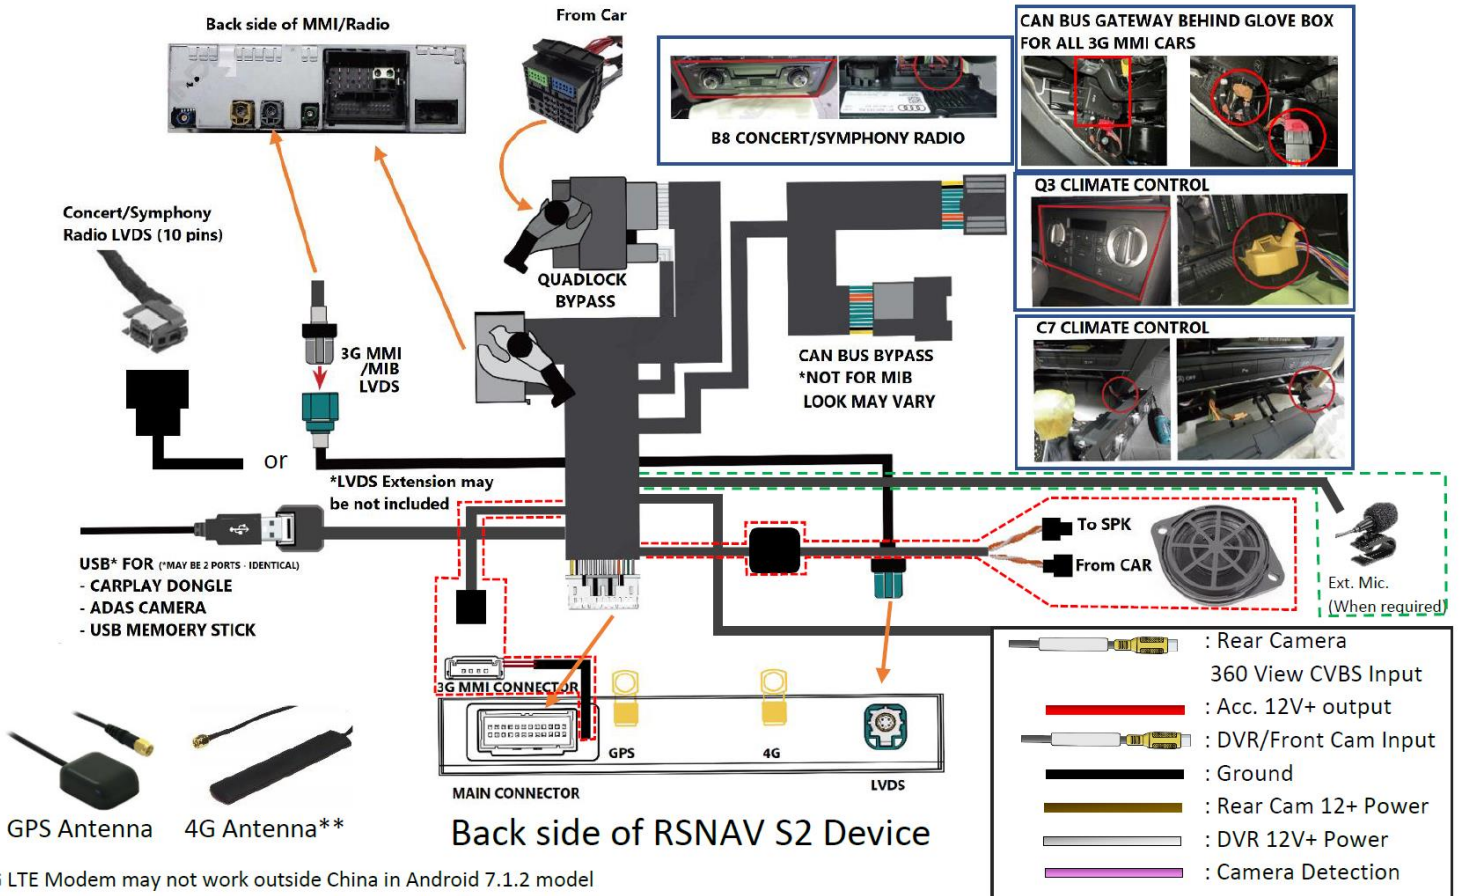 Back side of MMI/Radio
From Car
B8 CONCERT/SYMPHONY RADIO
CAN BUS GATEWAY BEHIND GLOVE BOX
FOR ALL 3G MMI CARS
Q3 CLIMATE CONTROL
C7 CLIMATE CONTROL
Concert/Symphony
Radio LVDS (10 pins)
3G MMI
/MIB
LVDS
QUADLOCK
BYPASS
CAN BUS BYPASS
*NOT FOR MIB
LOOK MAY VARY
or
*LVDS Extension may
be not included
USB* FOR (*MAY BE 2 PORTS - IDENTICAL)
- CARPLAY DONGLE
- ADAS CAMERA
- USB MEMOERY STICK
To SPK
From CAR
Ext. Mic.
(When required)
3G MMI CONNECTOR
GPS
4G
LVDS
MAIN CONNECTOR
Back side of RSNAV S2 Device
GPS Antenna
4G Antenna**
: Rear Camera
360 View CVBS Input
: Acc. 12V+ output
: DVR/Front Cam Input
: Ground
: Rear Cam 12+ Power
: DVR 12V+ Power
: Camera Detection
LTE Modem may not work outside China in Android 7.1.2 model